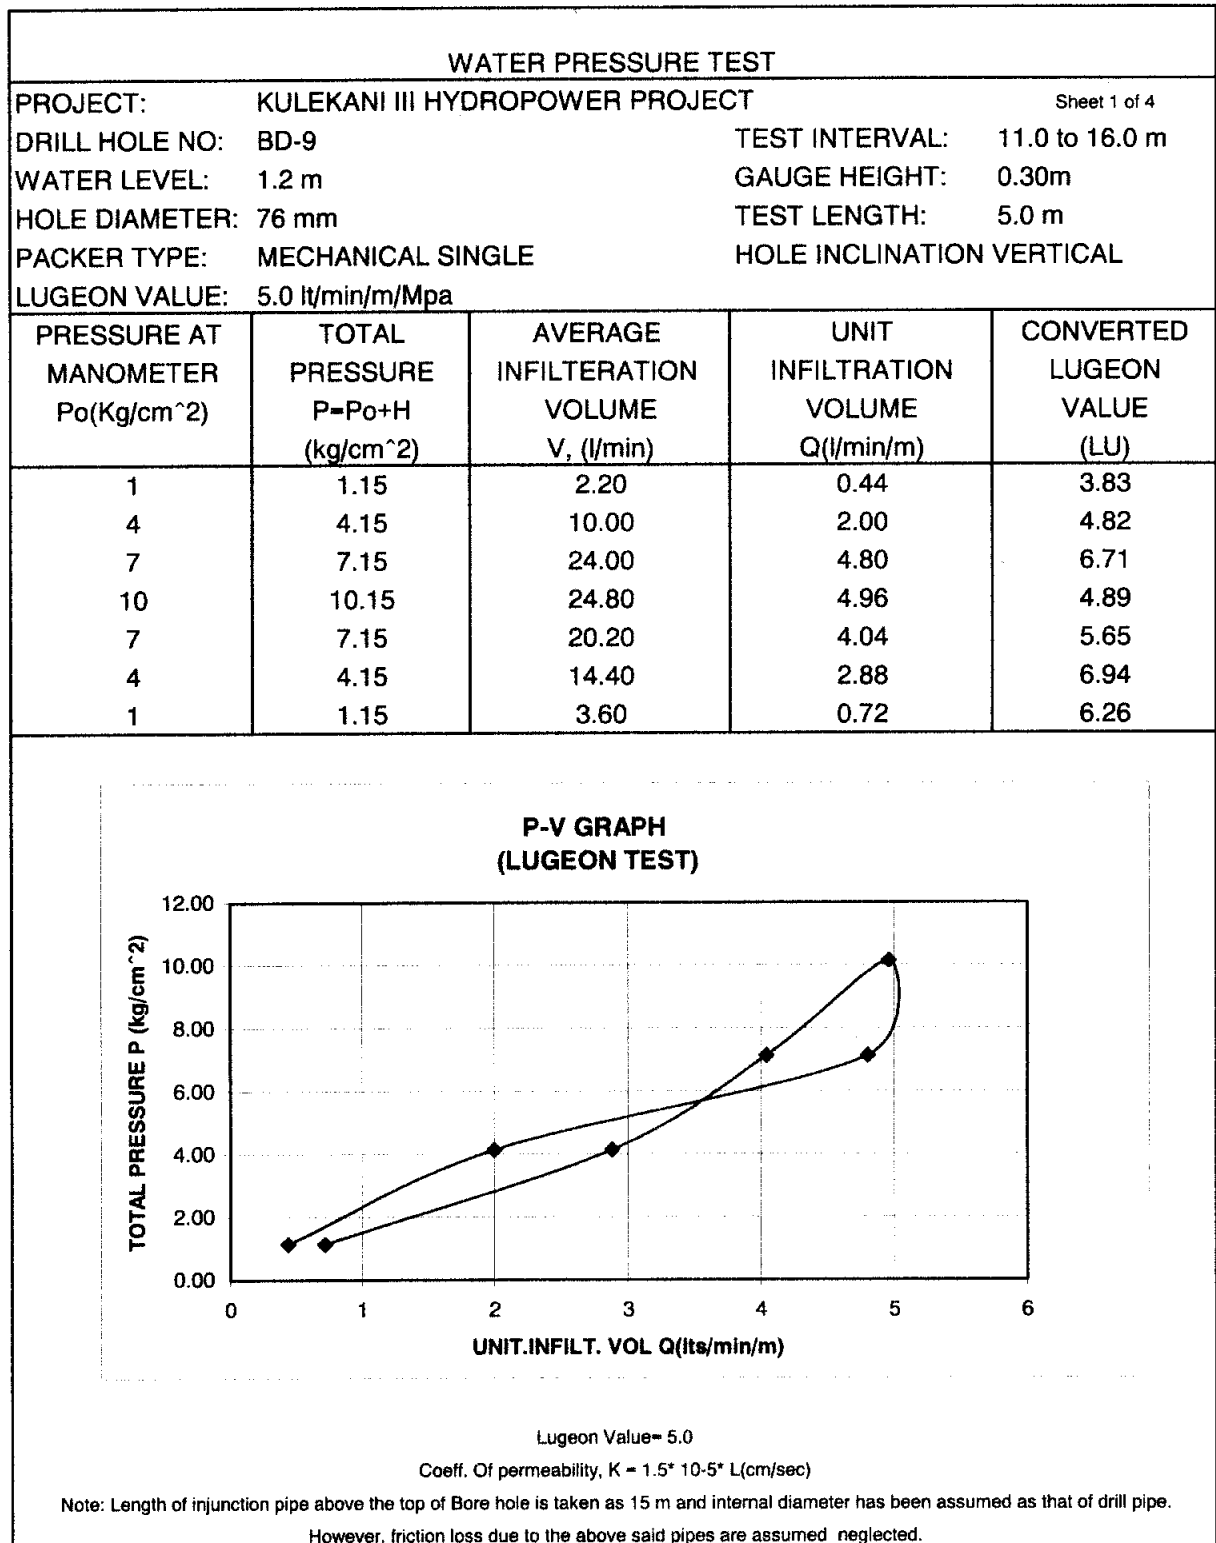 WATER PRESSURE TEST
PROJECT: KULEKANI III HYDROPOWER PROJECT Sheet 1 of 4
DRILL HOLE NO: BD-9 TEST INTERVAL: 11.0 to 16.0 m
WATER LEVEL: 1.2 m GAUGE HEIGHT: 0.30m
HOLE DIAMETER: 76 mm TEST LENGTH: 5.0 m
PACKER TYPE: MECHANICAL SINGLE HOLE INCLINATION VERTICAL
LUGEON VALUE: 5.0 lt/min/m/Mpa
PRESSURE AT TOTAL AVERAGE UNIT CONVERTED
MANOMETER PRESSURE INFILTERATION INFILTRATION LUGEON
Po(Kg/cm^2) P=Po+H VOLUME VOLUME VALUE
(kg/cm^2) V, (l/min) Q(l/min/m) (LU)
1 1.15 2.20 0.44 3.83
4 4.15 10.00 2.00 4.82
7 7.15 24.00 4.80 6.71
10 10.15 24.80 4.96 4.89
7 7.15 20.20 4.04 5.65
4 4.15 14.40 2.88 6.94
1 1.15 3.60 0.72 6.26
P-V GRAPH
(LUGEON TEST)
TOTAL PRESSURE P (kg/cm^2)
12.00
10.00
8.00
6.00
4.00
2.00
0.00
0 1 2 3 4 5 6
UNIT.INFILT. VOL Q(lts/min/m)
Lugeon Value= 5.0
Coeff. Of permeability, K = 1.5* 10-5* L(cm/sec)
Note: Length of injunction pipe above the top of Bore hole is taken as 15 m and internal diameter has been assumed as that of drill pipe.
However, friction loss due to the above said pipes are assumed neglected.